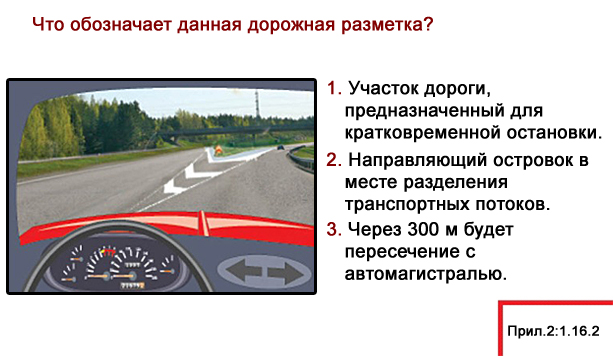 Что обозначает данная дорожная разметка?
1. Участок дороги,
предназначенный для
кратковременной остановки.
2. Направляющий островок в
месте разделения
транспортных потоков.
3. Через 300 м будет
пересечение с
автомагистралью.
Прил.2:1.16.2